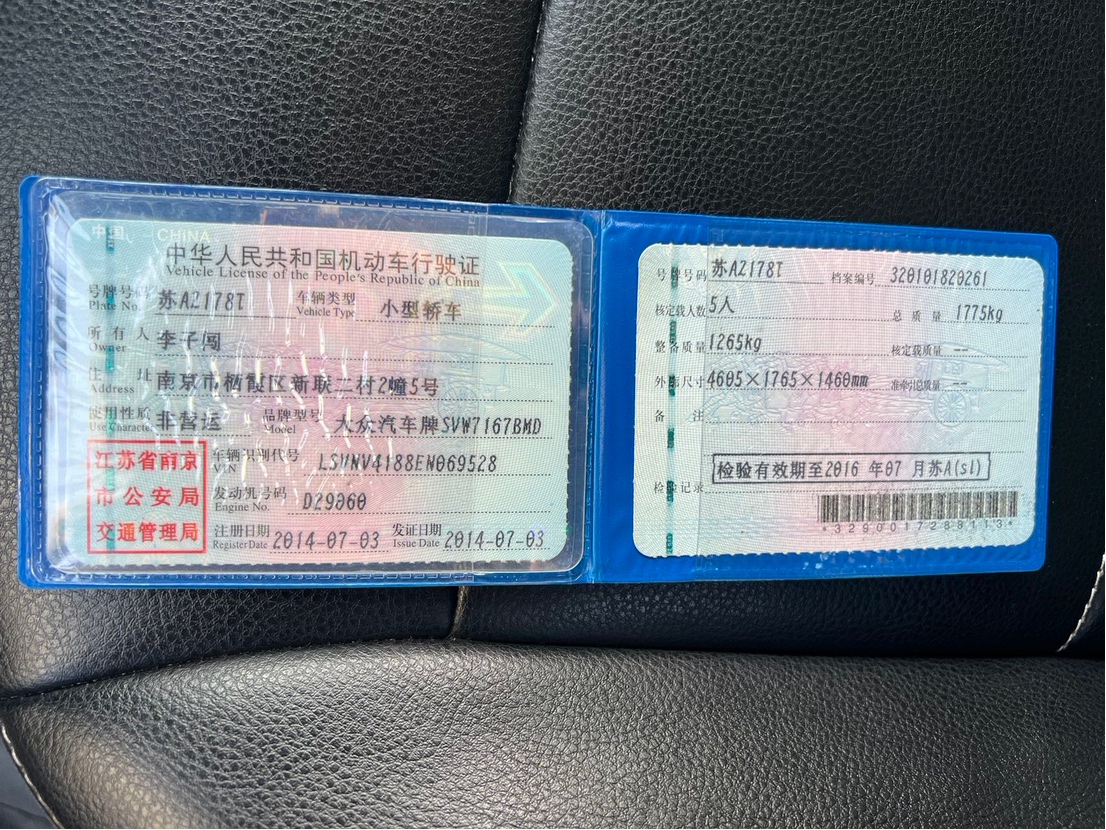 中国 CHINA
中华人民共和国机动车行驶证
Vehicle License of the People's Republic of China
号牌号码 苏A2178T 车辆类型 小型轿车
Plate No. Vehicle Type
所有人 李子闯
Owner
住址 南京市栖霞区新联二村2幢5号
Address
使用性质 非营运 品牌型号 大众汽车牌SVW7167BMD
Use Character Model
江苏省南京
市公安局
交通管理局
车辆识别代号 LSVNV4188EN069528
VIN
发动机号码 D29060
Engine No.
注册日期 2014-07-03 发证日期 2014-07-03
Register Date Issue Date
号牌号码 苏A2178T 档案编号 320101820261
核定载人数 5人 总质量 1775kg
整备质量 1265kg 核定载质量 --
外廓尺寸 4605×1765×1460mm 准牵引总质量 --
备注
检验有效期至2016 年07 月苏A(sl)
检验记录
*3290017288113*